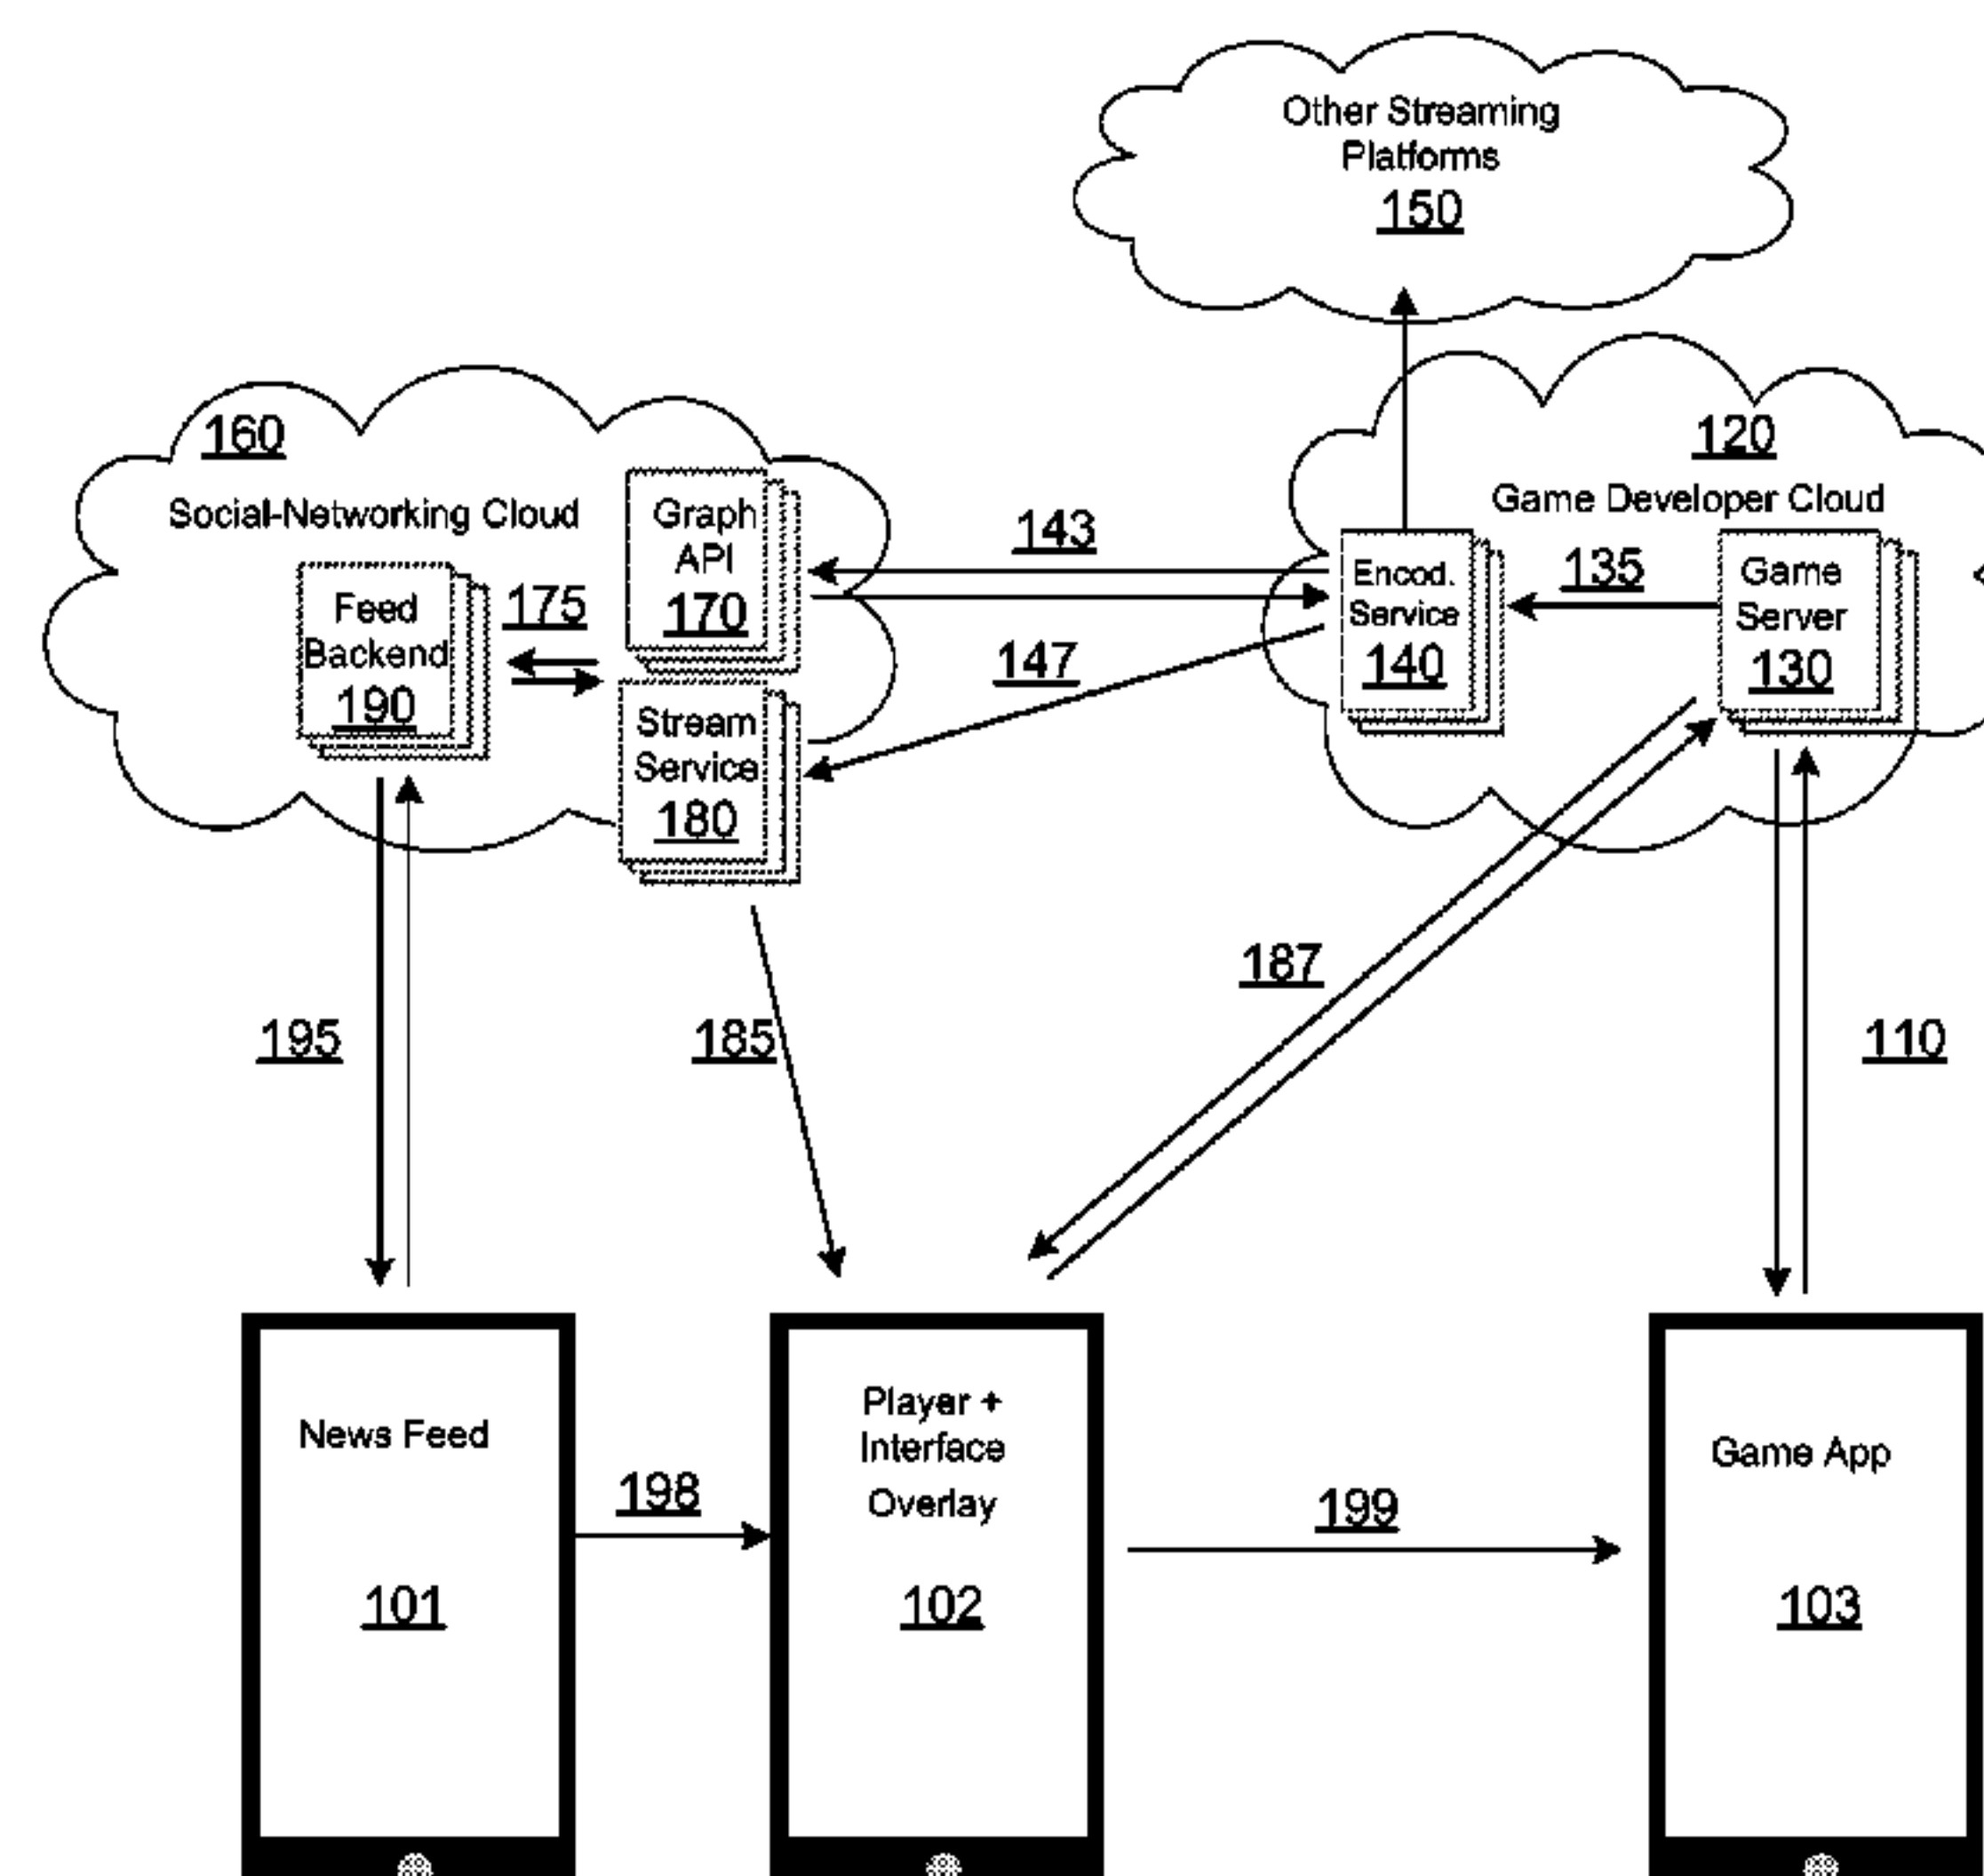 Other Streaming
Platforms
150
160
Social-Networking Cloud
Graph
API
170
Feed
Backend
190
175
Stream
Service
180
143
147
120
Game Developer Cloud
Encod.
Service
140
135
Game
Server
130
195
185
187
110
News Feed
101
198
Player +
Interface
Overlay
102
199
Game App
103